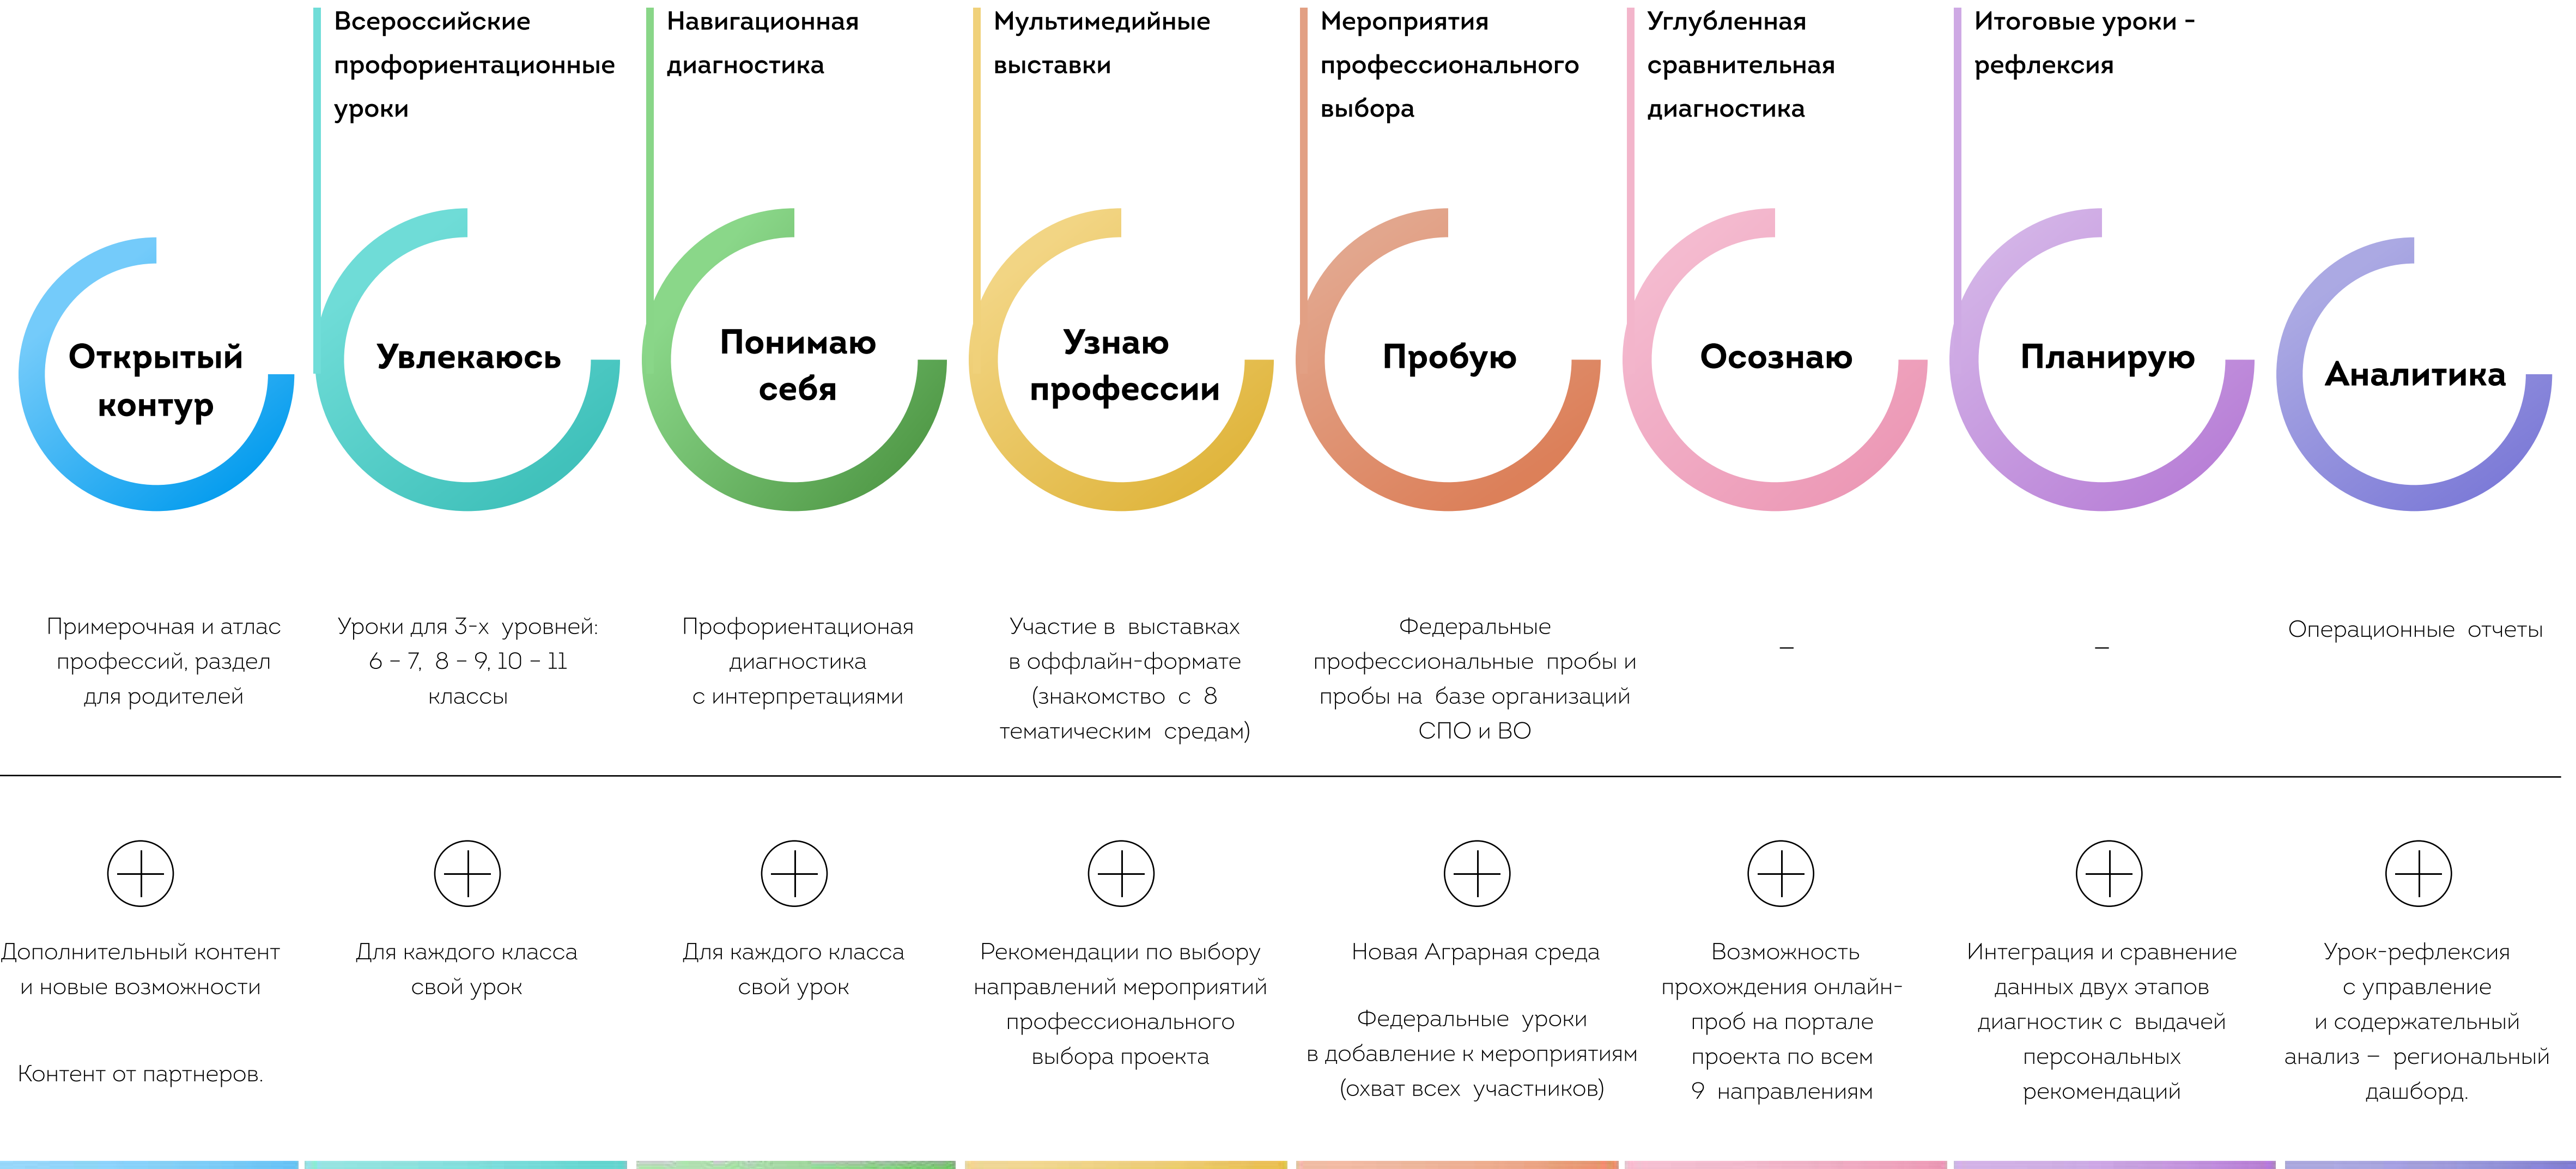 Всероссийские
профориентационные
уроки
Навигационная
диагностика
Мультимедийные
выставки
Мероприятия
профессионального
выбора
Углубленная
сравнительная
диагностика
Итоговые уроки -
рефлексия
Открытый
контур
Увлекаюсь
Понимаю
себя
Узнаю
профессии
Пробую
Осознаю
Планирую
Аналитика
Примерочная и атлас
профессий, раздел
для родителей
Уроки для 3-х уровней:
6 – 7, 8 – 9, 10 – 11
классы
Профориентационая
диагностика
с интерпретациями
Участие в выставках
в оффлайн-формате
(знакомство с 8
тематическим средам)
Федеральные
профессиональные пробы и
пробы на базе организаций
СПО и ВО
–
–
Операционные отчеты
Дополнительный контент
и новые возможности
Контент от партнеров.
Для каждого класса
свой урок
Для каждого класса
свой урок
Рекомендации по выбору
направлений мероприятий
профессионального
выбора проекта
Новая Аграрная среда
Федеральные уроки
в добавление к мероприятиям
(охват всех участников)
Возможность
прохождения онлайн-
проб на портале
проекта по всем
9 направлениям
Интеграция и сравнение
данных двух этапов
диагностик с выдачей
персональных
рекомендаций
Урок-рефлексия
с управление
и содержательный
анализ – региональный
дашборд.